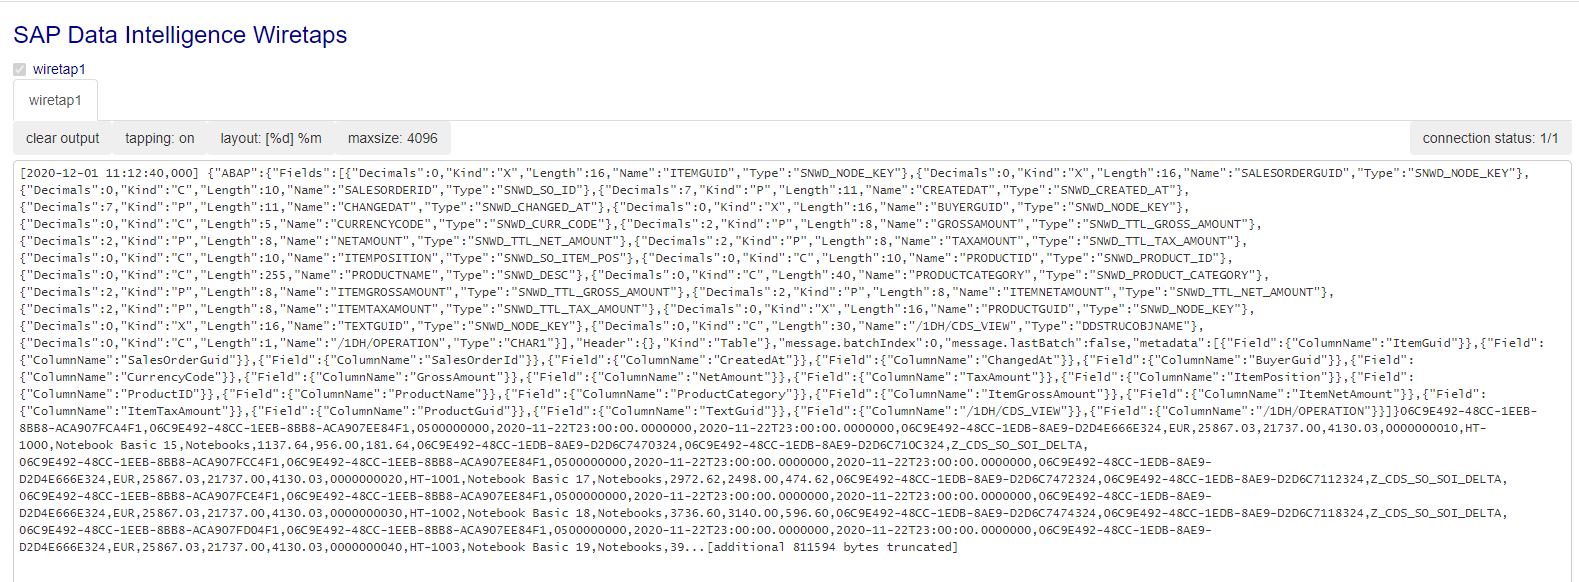 SAP Data Intelligence Wiretaps
wiretap1
wiretap1
clear output tapping: on layout: [%d] %m maxsize: 4096 connection status: 1/1
[2020-12-01 11:12:40,000] {"ABAP":{"Fields":[{"Decimals":0,"Kind":"X","Length":16,"Name":"ITEMGUID","Type":"SNWD_NODE_KEY"},{"Decimals":0,"Kind":"X","Length":16,"Name":"SALESORDERGUID","Type":"SNWD_NODE_KEY"},
{"Decimals":0,"Kind":"C","Length":10,"Name":"SALESORDERID","Type":"SNWD_SO_ID"},{"Decimals":7,"Kind":"P","Length":11,"Name":"CREATEDAT","Type":"SNWD_CREATED_AT"},
{"Decimals":7,"Kind":"P","Length":11,"Name":"CHANGEDAT","Type":"SNWD_CHANGED_AT"},{"Decimals":0,"Kind":"X","Length":16,"Name":"BUYERGUID","Type":"SNWD_NODE_KEY"},
{"Decimals":0,"Kind":"C","Length":5,"Name":"CURRENCYCODE","Type":"SNWD_CURR_CODE"},{"Decimals":2,"Kind":"P","Length":8,"Name":"GROSSAMOUNT","Type":"SNWD_TTL_GROSS_AMOUNT"},
{"Decimals":2,"Kind":"P","Length":8,"Name":"NETAMOUNT","Type":"SNWD_TTL_NET_AMOUNT"},{"Decimals":2,"Kind":"P","Length":8,"Name":"TAXAMOUNT","Type":"SNWD_TTL_TAX_AMOUNT"},
{"Decimals":0,"Kind":"C","Length":10,"Name":"ITEMPOSITION","Type":"SNWD_SO_ITEM_POS"},{"Decimals":0,"Kind":"C","Length":10,"Name":"PRODUCTID","Type":"SNWD_PRODUCT_ID"},
{"Decimals":0,"Kind":"C","Length":255,"Name":"PRODUCTNAME","Type":"SNWD_DESC"},{"Decimals":0,"Kind":"C","Length":40,"Name":"PRODUCTCATEGORY","Type":"SNWD_PRODUCT_CATEGORY"},
{"Decimals":2,"Kind":"P","Length":8,"Name":"ITEMGROSSAMOUNT","Type":"SNWD_TTL_GROSS_AMOUNT"},{"Decimals":2,"Kind":"P","Length":8,"Name":"ITEMNETAMOUNT","Type":"SNWD_TTL_NET_AMOUNT"},
{"Decimals":2,"Kind":"P","Length":8,"Name":"ITEMTAXAMOUNT","Type":"SNWD_TTL_TAX_AMOUNT"},{"Decimals":0,"Kind":"X","Length":16,"Name":"PRODUCTGUID","Type":"SNWD_NODE_KEY"},
{"Decimals":0,"Kind":"X","Length":16,"Name":"TEXTGUID","Type":"SNWD_NODE_KEY"},{"Decimals":0,"Kind":"C","Length":30,"Name":"/1DH/CDS_VIEW","Type":"DDSTRUCOBJNAME"},
{"Decimals":0,"Kind":"C","Length":1,"Name":"/1DH/OPERATION","Type":"CHAR1"}],"Header":{},"Kind":"Table"},"message.batchIndex":0,"message.lastBatch":false,"metadata":[{"Field":{"ColumnName":"ItemGuid"}},{"Field":
{"ColumnName":"SalesOrderGuid"}},{"Field":{"ColumnName":"SalesOrderId"}},{"Field":{"ColumnName":"CreatedAt"}},{"Field":{"ColumnName":"ChangedAt"}},{"Field":{"ColumnName":"BuyerGuid"}},{"Field":
{"ColumnName":"CurrencyCode"}},{"Field":{"ColumnName":"GrossAmount"}},{"Field":{"ColumnName":"NetAmount"}},{"Field":{"ColumnName":"TaxAmount"}},{"Field":{"ColumnName":"ItemPosition"}},{"Field":
{"ColumnName":"ProductID"}},{"Field":{"ColumnName":"ProductName"}},{"Field":{"ColumnName":"ProductCategory"}},{"Field":{"ColumnName":"ItemGrossAmount"}},{"Field":{"ColumnName":"ItemNetAmount"}},{"Field":
{"ColumnName":"ItemTaxAmount"}},{"Field":{"ColumnName":"ProductGuid"}},{"Field":{"ColumnName":"TextGuid"}},{"Field":{"ColumnName":"/1DH/CDS_VIEW"}},{"Field":{"ColumnName":"/1DH/OPERATION"}}]}06C9E492-48CC-1EEB-
8BB8-ACA907FCA4F1,06C9E492-48CC-1EEB-8BB8-ACA907EE84F1,0500000000,2020-11-22T23:00:00.0000000,2020-11-22T23:00:00.0000000,06C9E492-48CC-1EDB-8AE9-D2D4E666E324,EUR,25867.03,21737.00,4130.03,0000000010,HT-
1000,Notebook Basic 15,Notebooks,1137.64,956.00,181.64,06C9E492-48CC-1EDB-8AE9-D2D6C7470324,06C9E492-48CC-1EDB-8AE9-D2D6C710C324,Z_CDS_SO_SOI_DELTA,
06C9E492-48CC-1EEB-8BB8-ACA907FCC4F1,06C9E492-48CC-1EEB-8BB8-ACA907EE84F1,0500000000,2020-11-22T23:00:00.0000000,2020-11-22T23:00:00.0000000,06C9E492-48CC-1EDB-8AE9-
D2D4E666E324,EUR,25867.03,21737.00,4130.03,0000000020,HT-1001,Notebook Basic 17,Notebooks,2972.62,2498.00,474.62,06C9E492-48CC-1EDB-8AE9-D2D6C7472324,06C9E492-48CC-1EDB-8AE9-D2D6C7112324,Z_CDS_SO_SOI_DELTA,
06C9E492-48CC-1EEB-8BB8-ACA907FCE4F1,06C9E492-48CC-1EEB-8BB8-ACA907EE84F1,0500000000,2020-11-22T23:00:00.0000000,2020-11-22T23:00:00.0000000,06C9E492-48CC-1EDB-8AE9-
D2D4E666E324,EUR,25867.03,21737.00,4130.03,0000000030,HT-1002,Notebook Basic 18,Notebooks,3736.60,3140.00,596.60,06C9E492-48CC-1EDB-8AE9-D2D6C7474324,06C9E492-48CC-1EDB-8AE9-D2D6C7118324,Z_CDS_SO_SOI_DELTA,
06C9E492-48CC-1EEB-8BB8-ACA907FD04F1,06C9E492-48CC-1EEB-8BB8-ACA907EE84F1,0500000000,2020-11-22T23:00:00.0000000,2020-11-22T23:00:00.0000000,06C9E492-48CC-1EDB-8AE9-
D2D4E666E324,EUR,25867.03,21737.00,4130.03,0000000040,HT-1003,Notebook Basic 19,Notebooks,39...[additional 811594 bytes truncated]